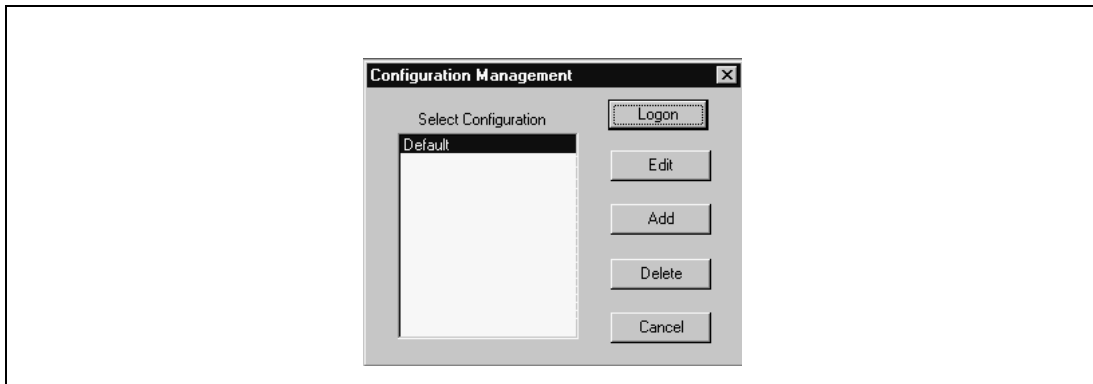 Configuration Management
Select Configuration
Default
Logon
Edit
Add
Delete
Cancel